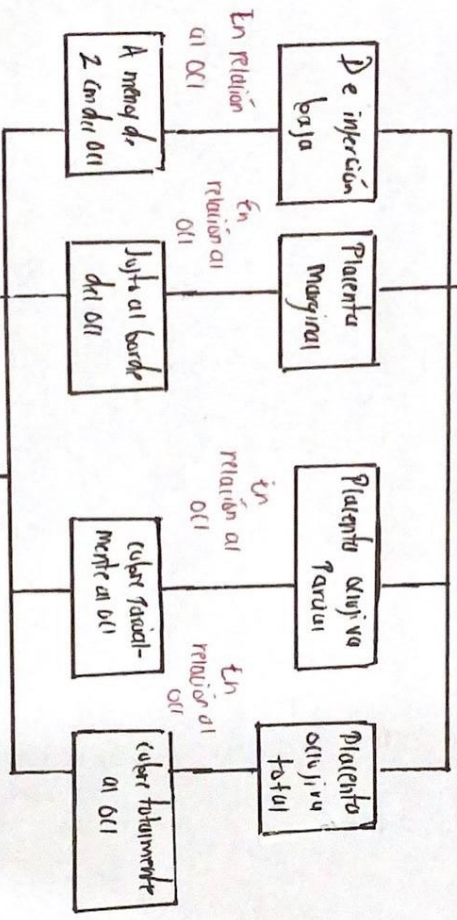 De inserción
baja
Placenta
marginal
Placenta oclusiva
Parcial
Placenta
oclusiva
total
En relación
al OCI
En
relación al
OCI
En
relación al
OCI
En
relación al
OCI
A menos de
2 cm del OCI
Justo al borde
del OCI
cubre parcial-
mente al OCI
cubre totalmente
al OCI